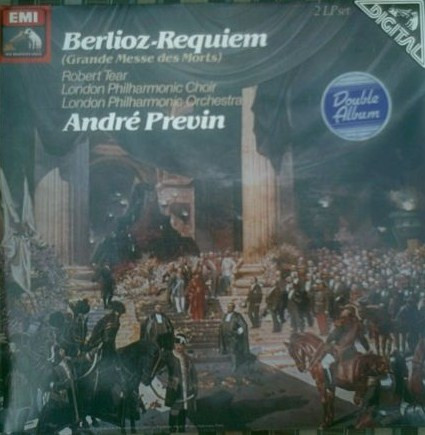 EMI
2 LP set
DIGITAL
Berlioz-Requiem
(Grande Messe des Morts)
Robert Tear
London Philharmonic Choir
London Philharmonic Orchestra
André Previn
Double
Album